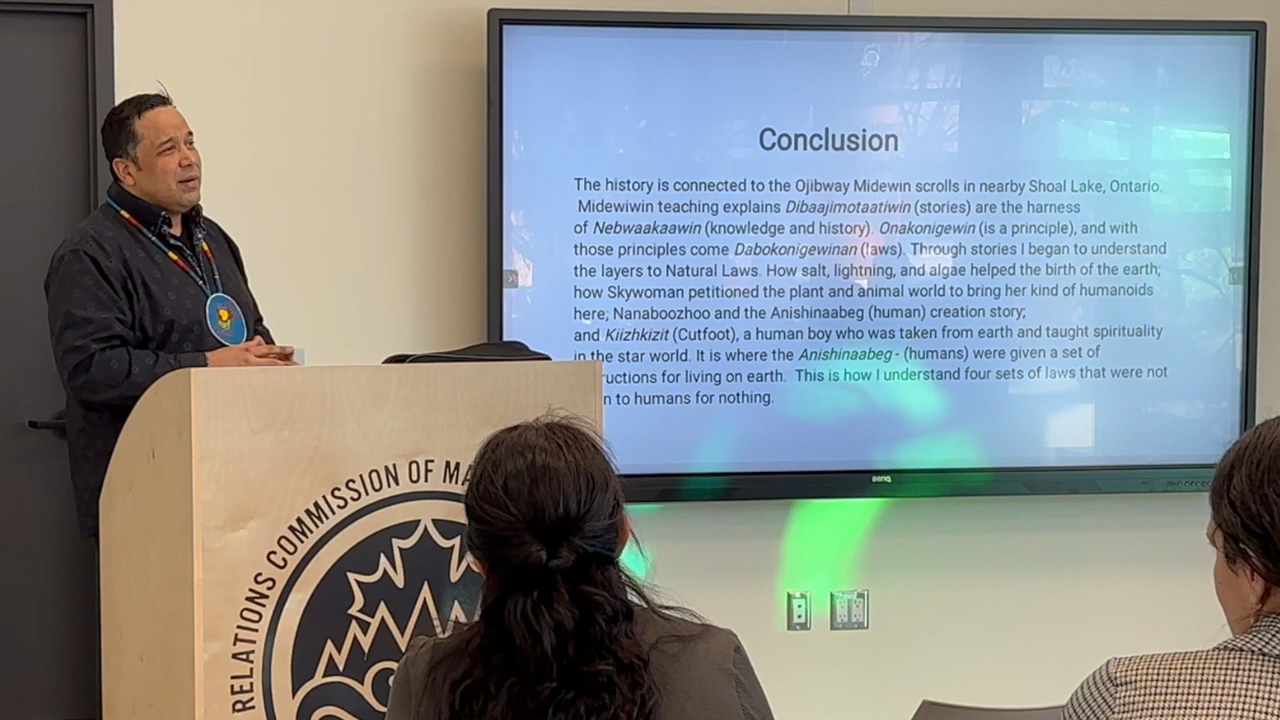 Conclusion
The history is connected to the Ojibway Midewin scrolls in nearby Shoal Lake, Ontario.
Midewiwin teaching explains Dibaajimotaatiwin (stories) are the harness
of Nebwaakaawin (knowledge and history). Onakonigewin (is a principle), and with
those principles come Dabokonigewinan (laws). Through stories I began to understand
the layers to Natural Laws. How salt, lightning, and algae helped the birth of the earth;
how Skywoman petitioned the plant and animal world to bring her kind of humanoids
here; Nanaboozhoo and the Anishinaabeg (human) creation story;
and Kiizhkizit (Cutfoot), a human boy who was taken from earth and taught spirituality
in the star world. It is where the Anishinaabeg - (humans) were given a set of
ructions for living on earth. This is how I understand four sets of laws that were not
n to humans for nothing.
BenQ
RELATIONS COMMISSION OF MA